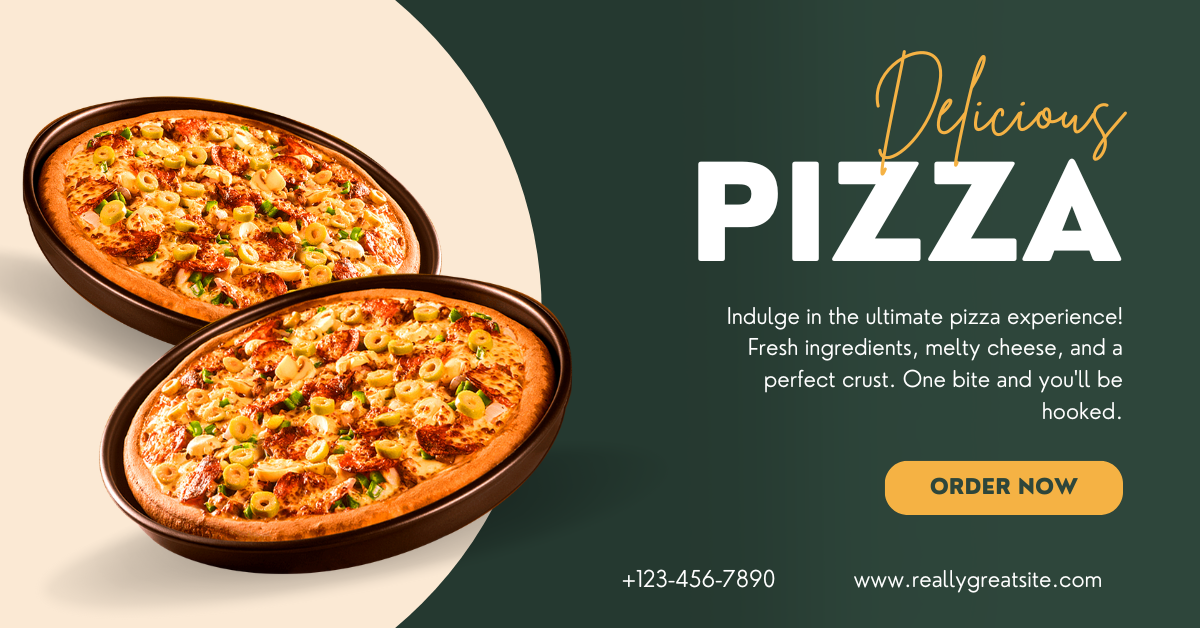 Delicious
PIZZA
Indulge in the ultimate pizza experience!
Fresh ingredients, melty cheese, and a
perfect crust. One bite and you'll be
hooked.
ORDER NOW
+123-456-7890 www.reallygreatsite.com